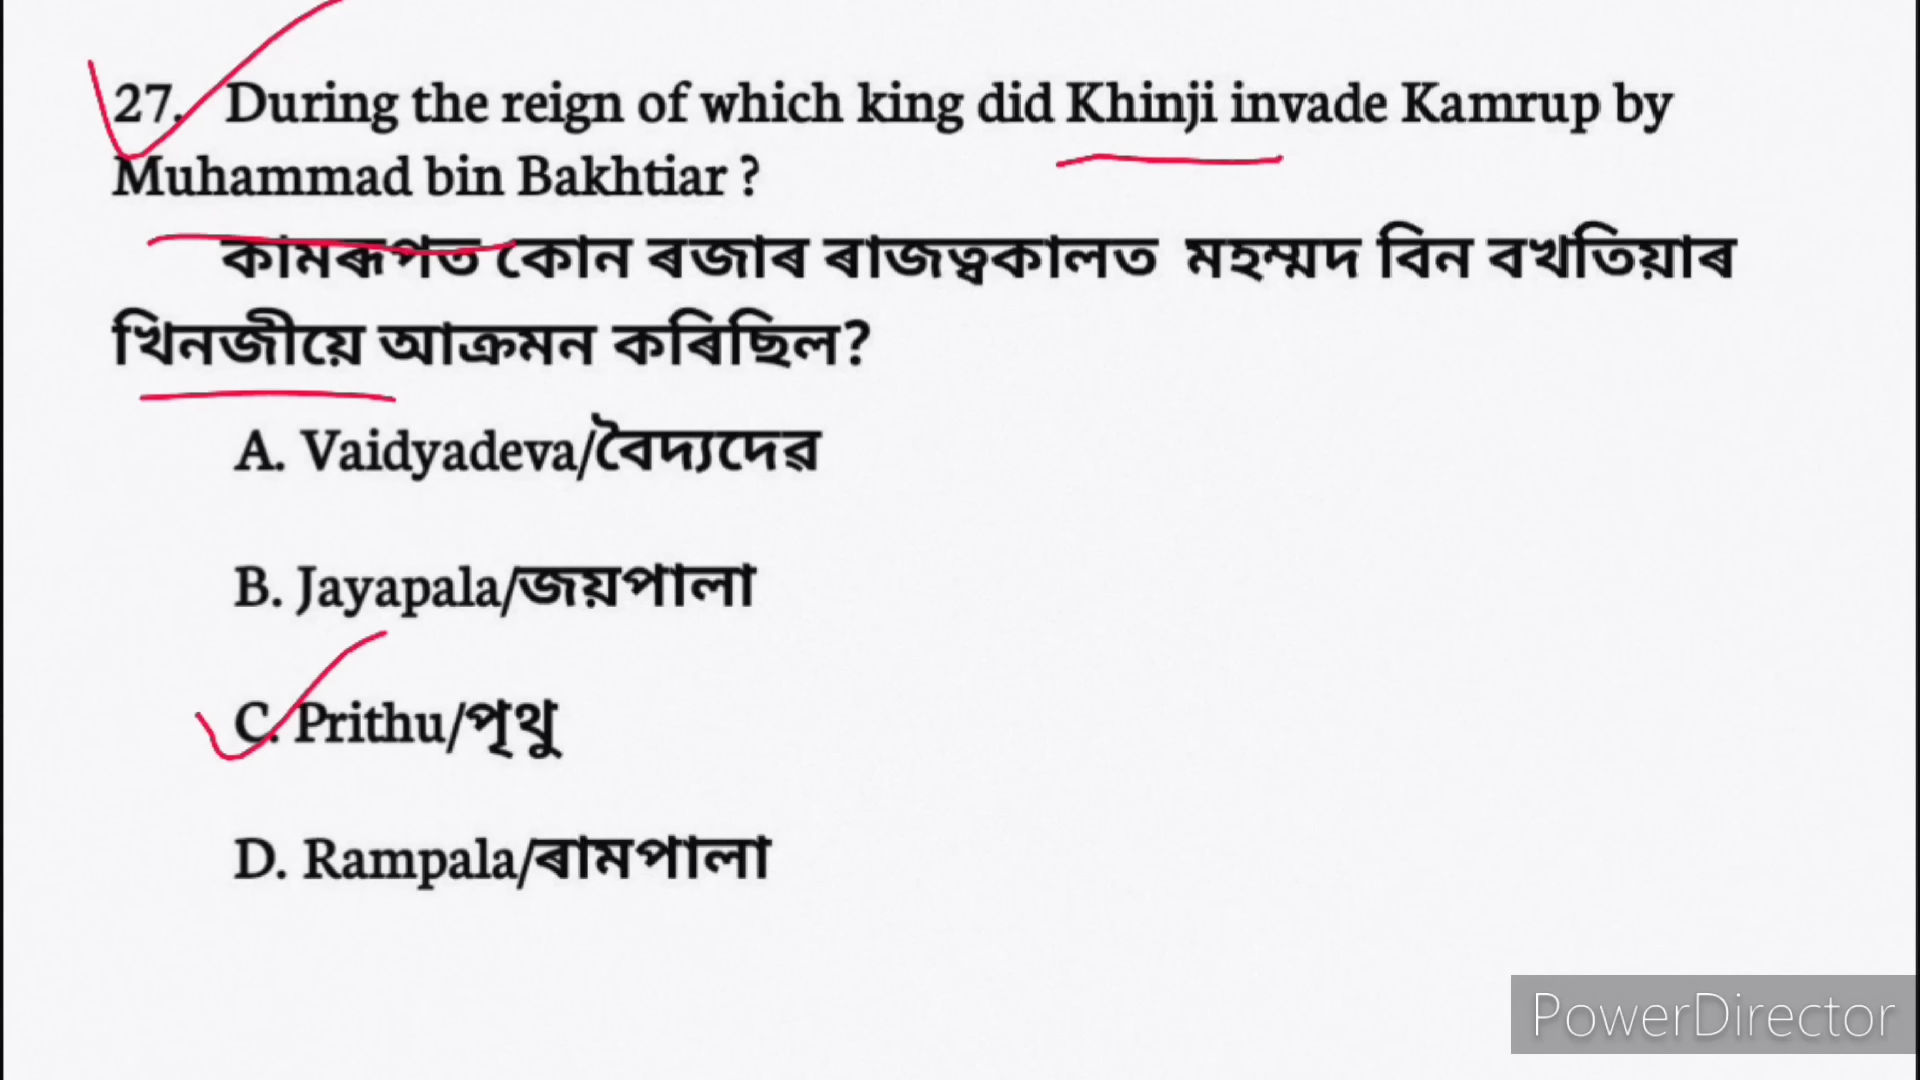 27. During the reign of which king did Khinji invade Kamrup by
Muhammad bin Bakhtiar ?
কামৰূপত কোন ৰজাৰ ৰাজত্বকালত মহম্মদ বিন বখতিয়াৰ
খিনজীয়ে আক্ৰমন কৰিছিল?
A. Vaidyadeva/বৈদ্যদেৱ
B. Jayapala/জয়পালা
C. Prithu/পৃথু
D. Rampala/ৰামপালা
PowerDirector